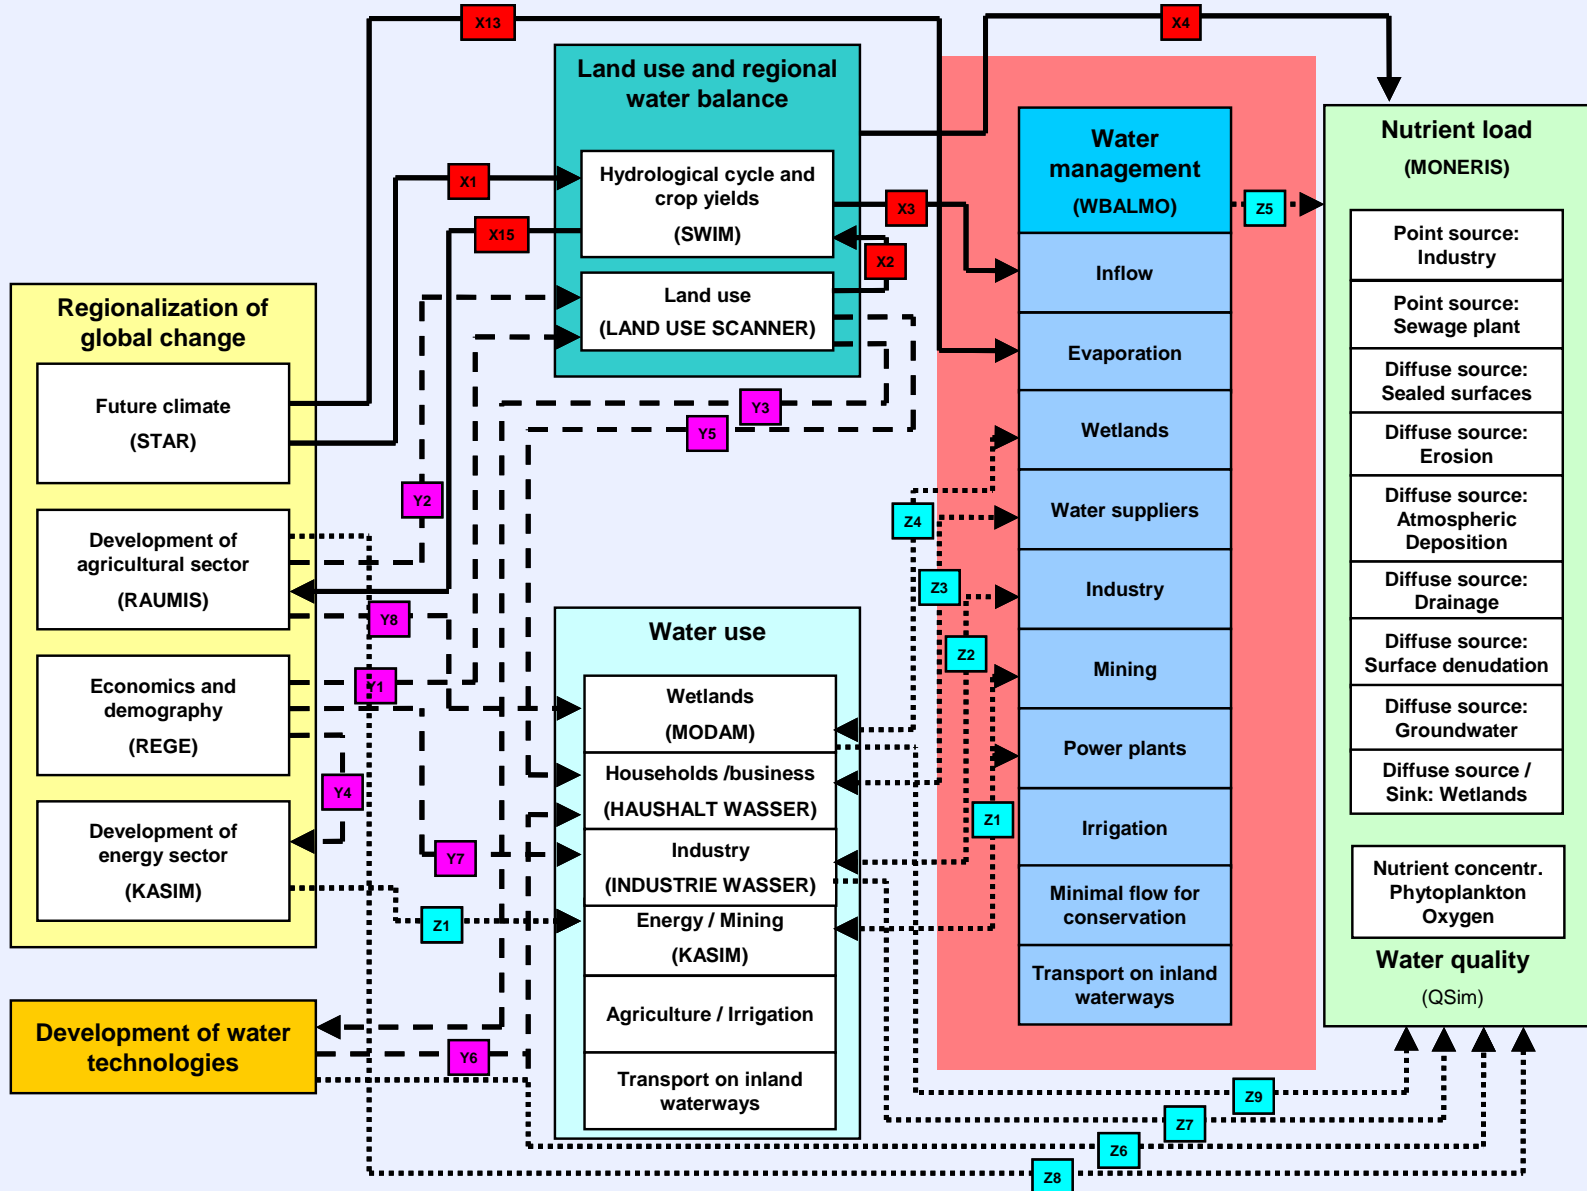 X13
X4
Land use and regional
water balance
Hydrological cycle and
crop yields
(SWIM)
Land use
(LAND USE SCANNER)
X1
X15
X3
X2
Regionalization of
global change
Future climate
(STAR)
Development of
agricultural sector
(RAUMIS)
Economics and
demography
(REGE)
Development of
energy sector
(KASIM)
Development of water
technologies
Y3
Y5
Y2
Y8
Y1
Y4
Y7
Z1
Y6
Water use
Wetlands
(MODAM)
Households /business
(HAUSHALT WASSER)
Industry
(INDUSTRIE WASSER)
Energy / Mining
(KASIM)
Agriculture / Irrigation
Transport on inland
waterways
Z4
Z3
Z2
Z1
Water
management
(WBALMO)
Inflow
Evaporation
Wetlands
Water suppliers
Industry
Mining
Power plants
Irrigation
Minimal flow for
conservation
Transport on inland
waterways
Z5
Nutrient load
(MONERIS)
Point source:
Industry
Point source:
Sewage plant
Diffuse source:
Sealed surfaces
Diffuse source:
Erosion
Diffuse source:
Atmospheric
Deposition
Diffuse source:
Drainage
Diffuse source:
Surface denudation
Diffuse source:
Groundwater
Diffuse source /
Sink: Wetlands
Nutrient concentr.
Phytoplankton
Oxygen
Water quality
(QSim)
Z9
Z7
Z6
Z8